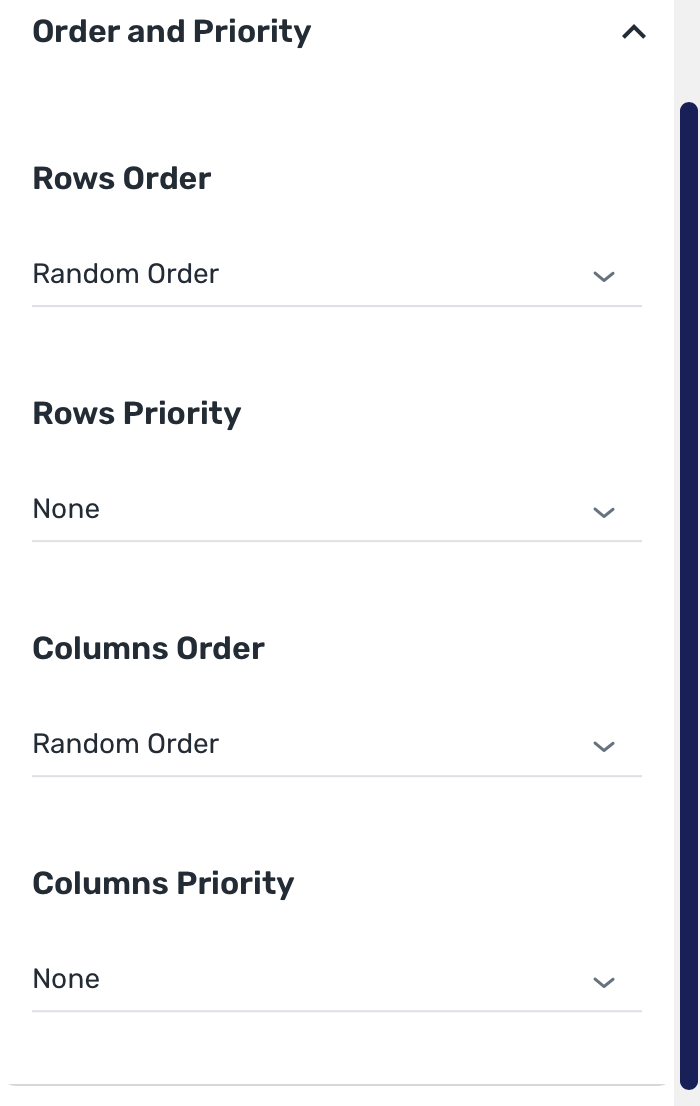 Order and Priority
Rows Order
Random Order
Rows Priority
None
Columns Order
Random Order
Columns Priority
None